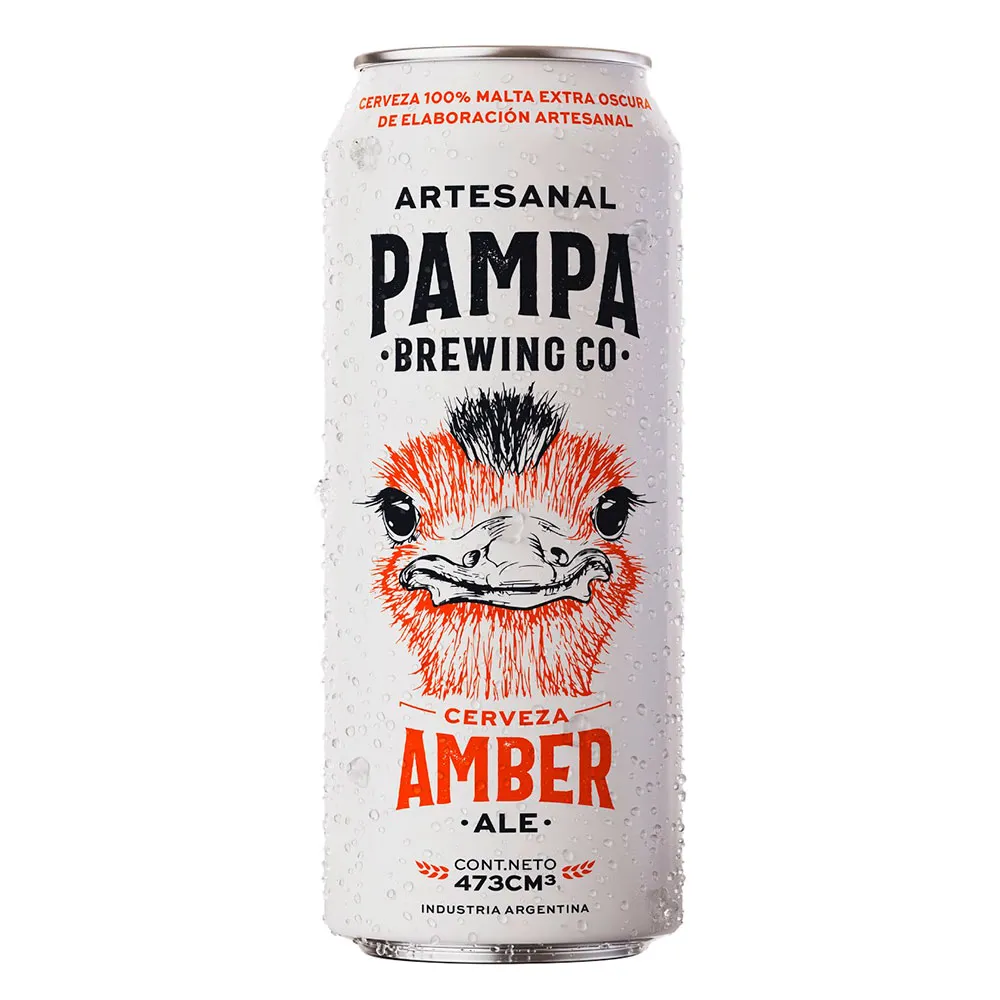 CERVEZA 100% MALTA EXTRA OSCURA
DE ELABORACIÓN ARTESANAL
ARTESANAL
PAMPA
•BREWING CO•
CERVEZA
AMBER
•ALE•
CONT.NETO
473CM³
INDUSTRIA ARGENTINA